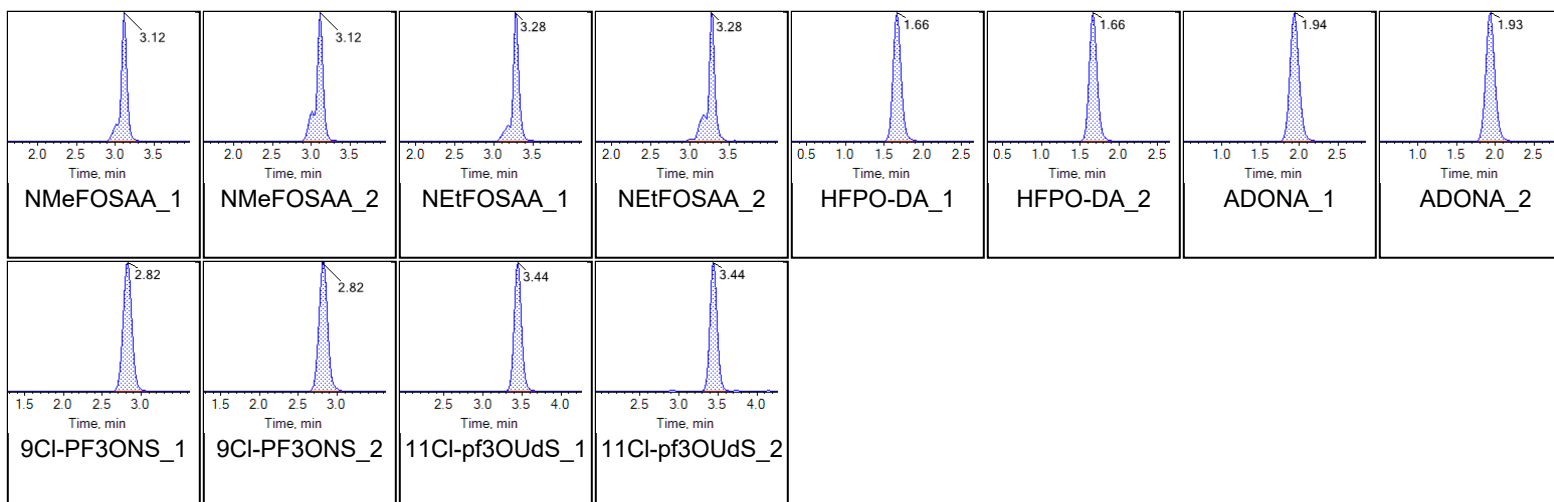 3.12
3.12
3.28
3.28
1.66
1.66
1.94
1.93
2.0 2.5 3.0 3.5
2.0 2.5 3.0 3.5
2.0 2.5 3.0 3.5
2.0 2.5 3.0 3.5
0.5 1.0 1.5 2.0 2.5
0.5 1.0 1.5 2.0 2.5
1.0 1.5 2.0 2.5
1.0 1.5 2.0 2.5
Time, min
Time, min
Time, min
Time, min
Time, min
Time, min
Time, min
Time, min
NMeFOSAA_1
NMeFOSAA_2
NEtFOSAA_1
NEtFOSAA_2
HFPO-DA_1
HFPO-DA_2
ADONA_1
ADONA_2
2.82
2.82
3.44
3.44
1.5 2.0 2.5 3.0
1.5 2.0 2.5 3.0
2.5 3.0 3.5 4.0
2.5 3.0 3.5 4.0
Time, min
Time, min
Time, min
Time, min
9Cl-PF3ONS_1
9Cl-PF3ONS_2
11Cl-pf3OUdS_1
11Cl-pf3OUdS_2